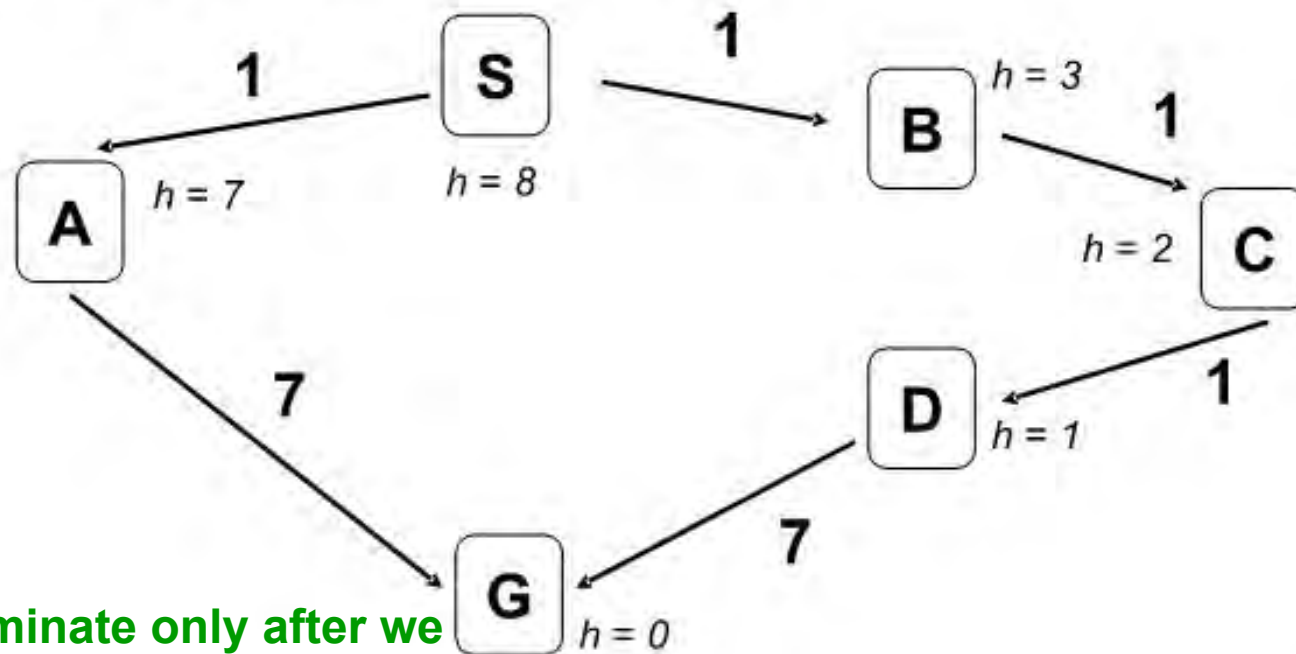 1
S
1
B
h = 3
1
A
h = 7
h = 8
h = 2
C
7
D
h = 1
1
7
G
h = 0
minate only after we